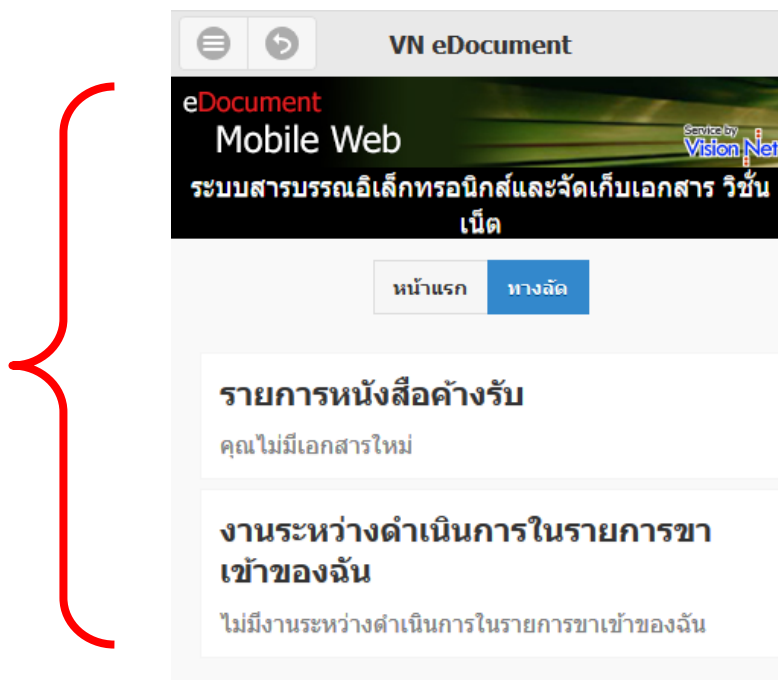 VN eDocument
eDocument
Mobile Web
Service by
Vision Net
ระบบสารบรรณอิเล็กทรอนิกส์และจัดเก็บเอกสาร วิชั่น
เน็ต
หน้าแรก ทางลัด
รายการหนังสือค้างรับ
คุณไม่มีเอกสารใหม่
งานระหว่างดำเนินการในรายการขา
เข้าของฉัน
ไม่มีงานระหว่างดำเนินการในรายการขาเข้าของฉัน